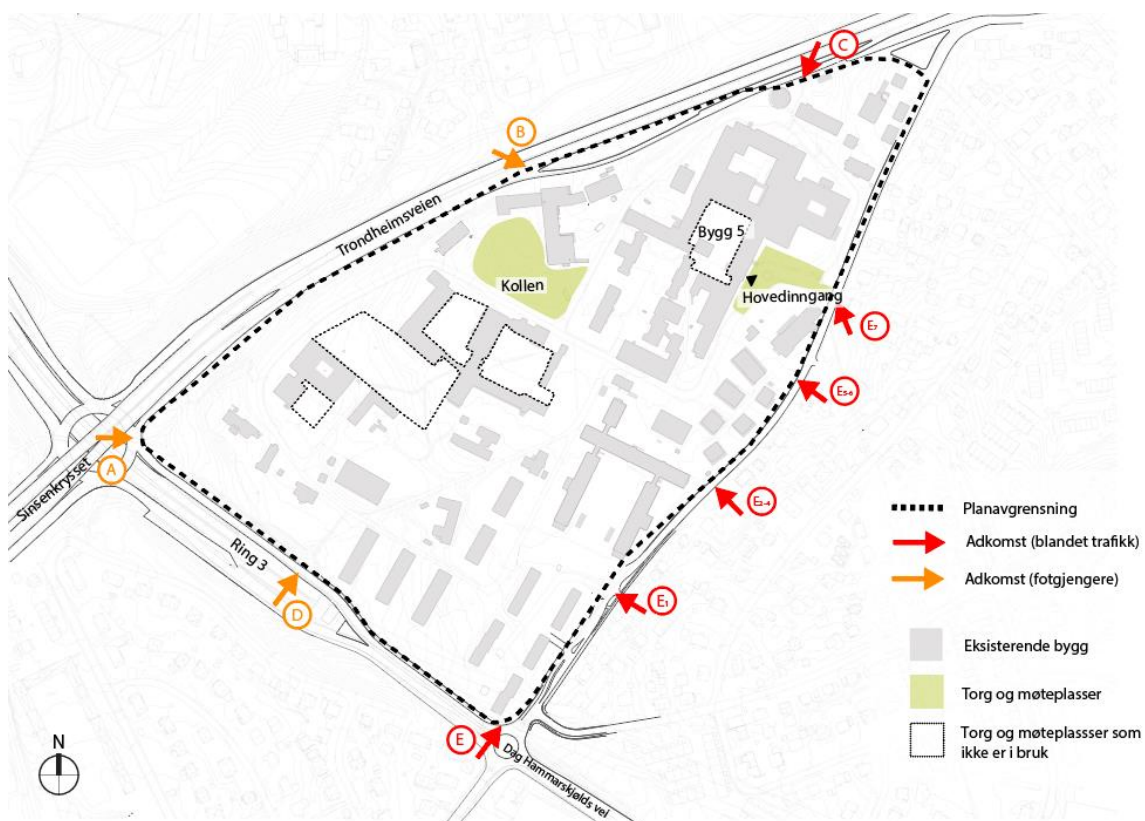 C
B
Trondheimsveien
Bygg 5
Kollen
Hovedinngang
E7
E5-6
A
Sinsenkrysset
E2-4
Ring 3
D
E1
E
Dag Hammarskjølds vei
N
Planavgrensning
Adkomst (blandet trafikk)
Adkomst (fotgjengere)
Eksisterende bygg
Torg og møteplasser
Torg og møteplassser som
ikke er i bruk